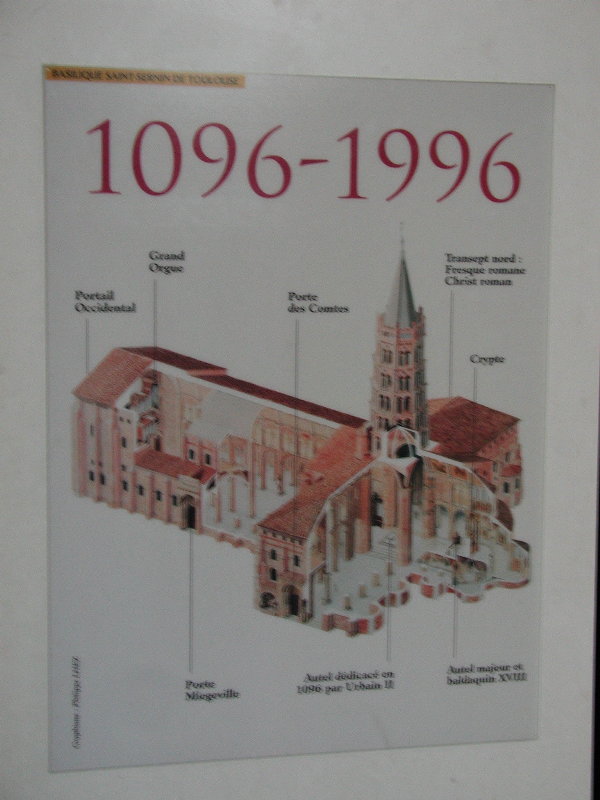 BASILIQUE SAINT-SERNIN DE TOULOUSE
1096-1996
Grand
Orgue
Transept nord :
Fresque romane
Christ roman
Portail
Occidental
Porte
des Comtes
Crypte
Porte
Miegeville
Autel dédicacé en
1096 par Urbain II
Autel majeur et
baldaquin XVIII
Philippe